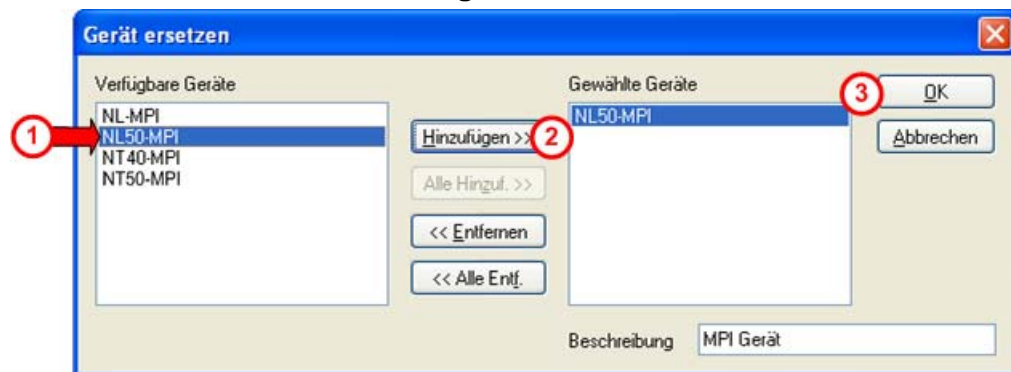 Gerät ersetzen
Verfügbare Geräte
NL-MPI
NL50-MPI
NT40-MPI
NT50-MPI
1
Hinzufügen >>
2
Alle Hinzuf. >>
<< Entfernen
<< Alle Entf.
Gewählte Geräte
NL50-MPI
3
OK
Abbrechen
Beschreibung
MPI Gerät